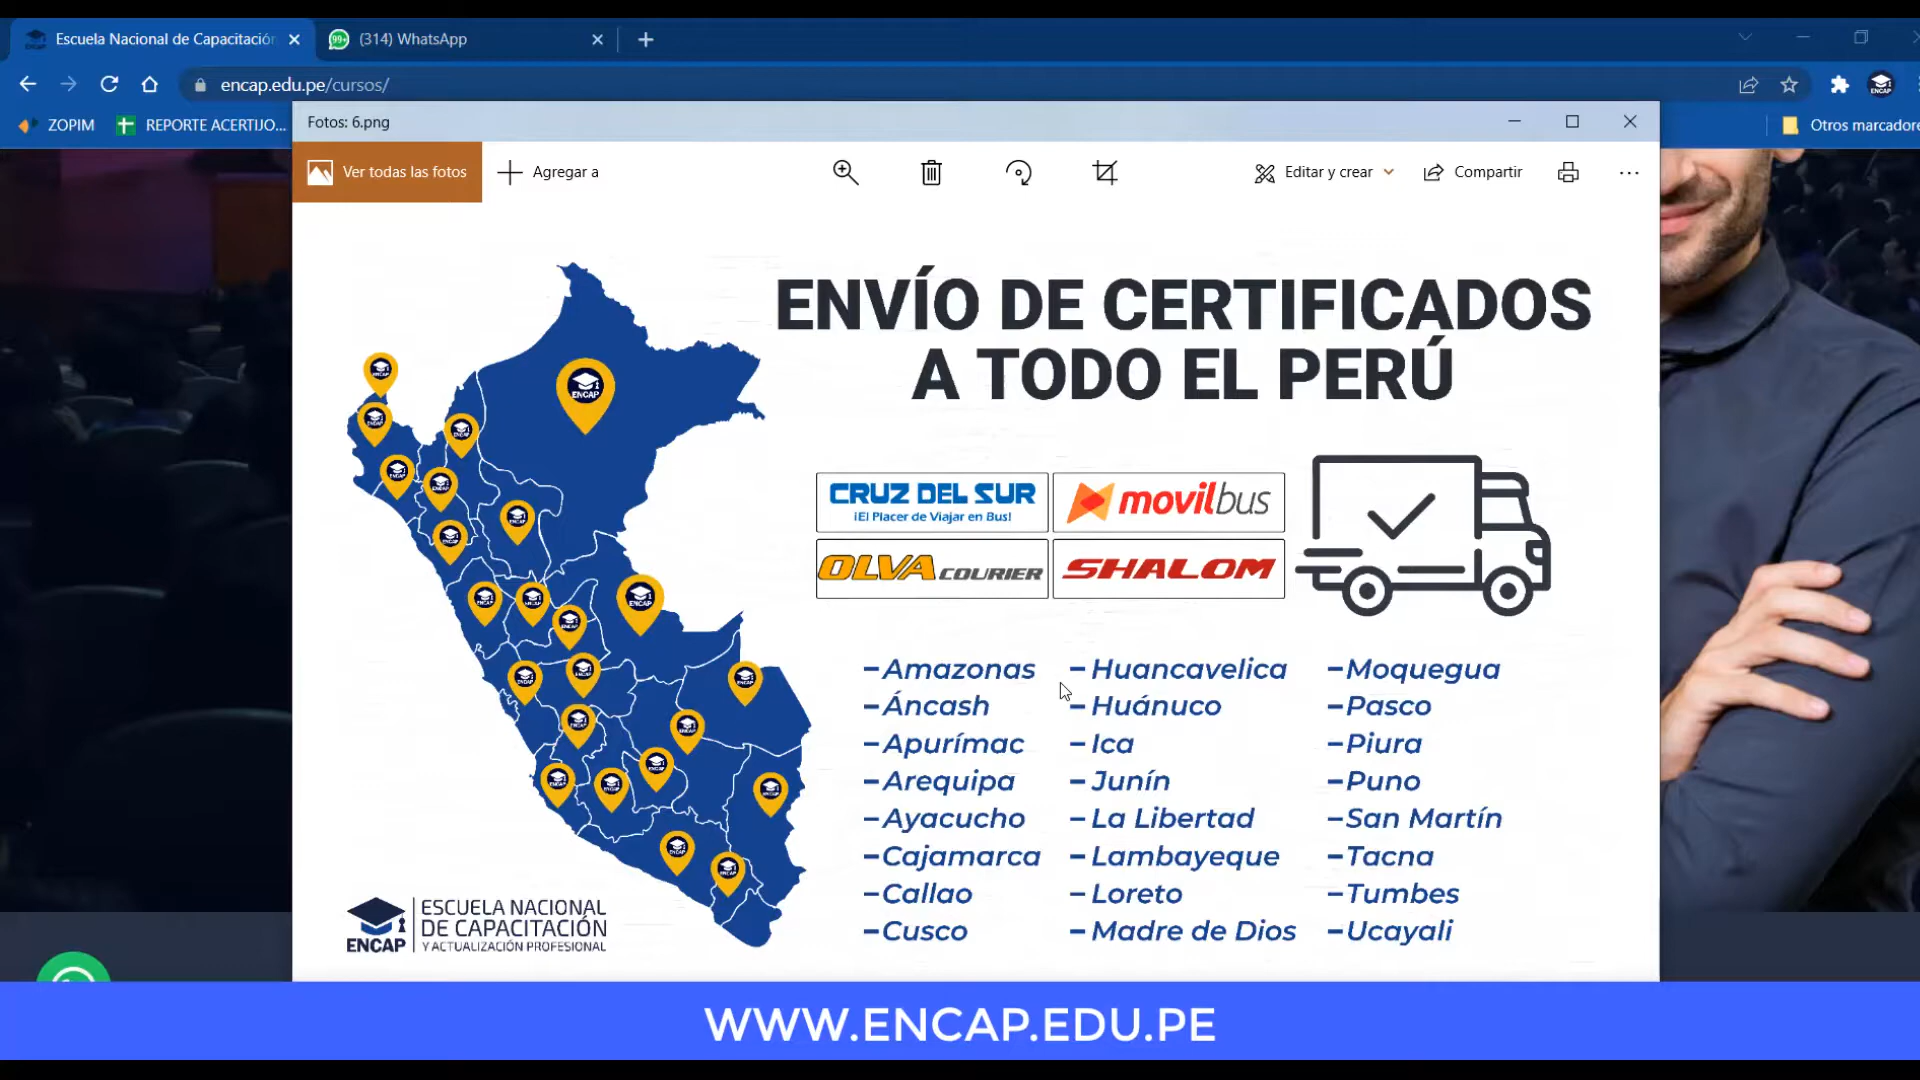 Escuela Nacional de Capacitación
(314) WhatsApp
encap.edu.pe/cursos/
ZOPIM
REPORTE ACERTIJO...
Otros marcadore
Fotos: 6.png
Ver todas las fotos
Agregar a
Editar y crear
Compartir
ENVÍO DE CERTIFICADOS
A TODO EL PERÚ
CRUZ DEL SUR
¡El Placer de Viajar en Bus!
movilbus
OLVA COURIER
SHALOM
–Amazonas
–Áncash
–Apurímac
–Arequipa
–Ayacucho
–Cajamarca
–Callao
–Cusco
–Huancavelica
–Huánuco
–Ica
–Junín
–La Libertad
–Lambayeque
–Loreto
–Madre de Dios
–Moquegua
–Pasco
–Piura
–Puno
–San Martín
–Tacna
–Tumbes
–Ucayali
ENCAP
ESCUELA NACIONAL
DE CAPACITACIÓN
Y ACTUALIZACIÓN PROFESIONAL
WWW.ENCAP.EDU.PE